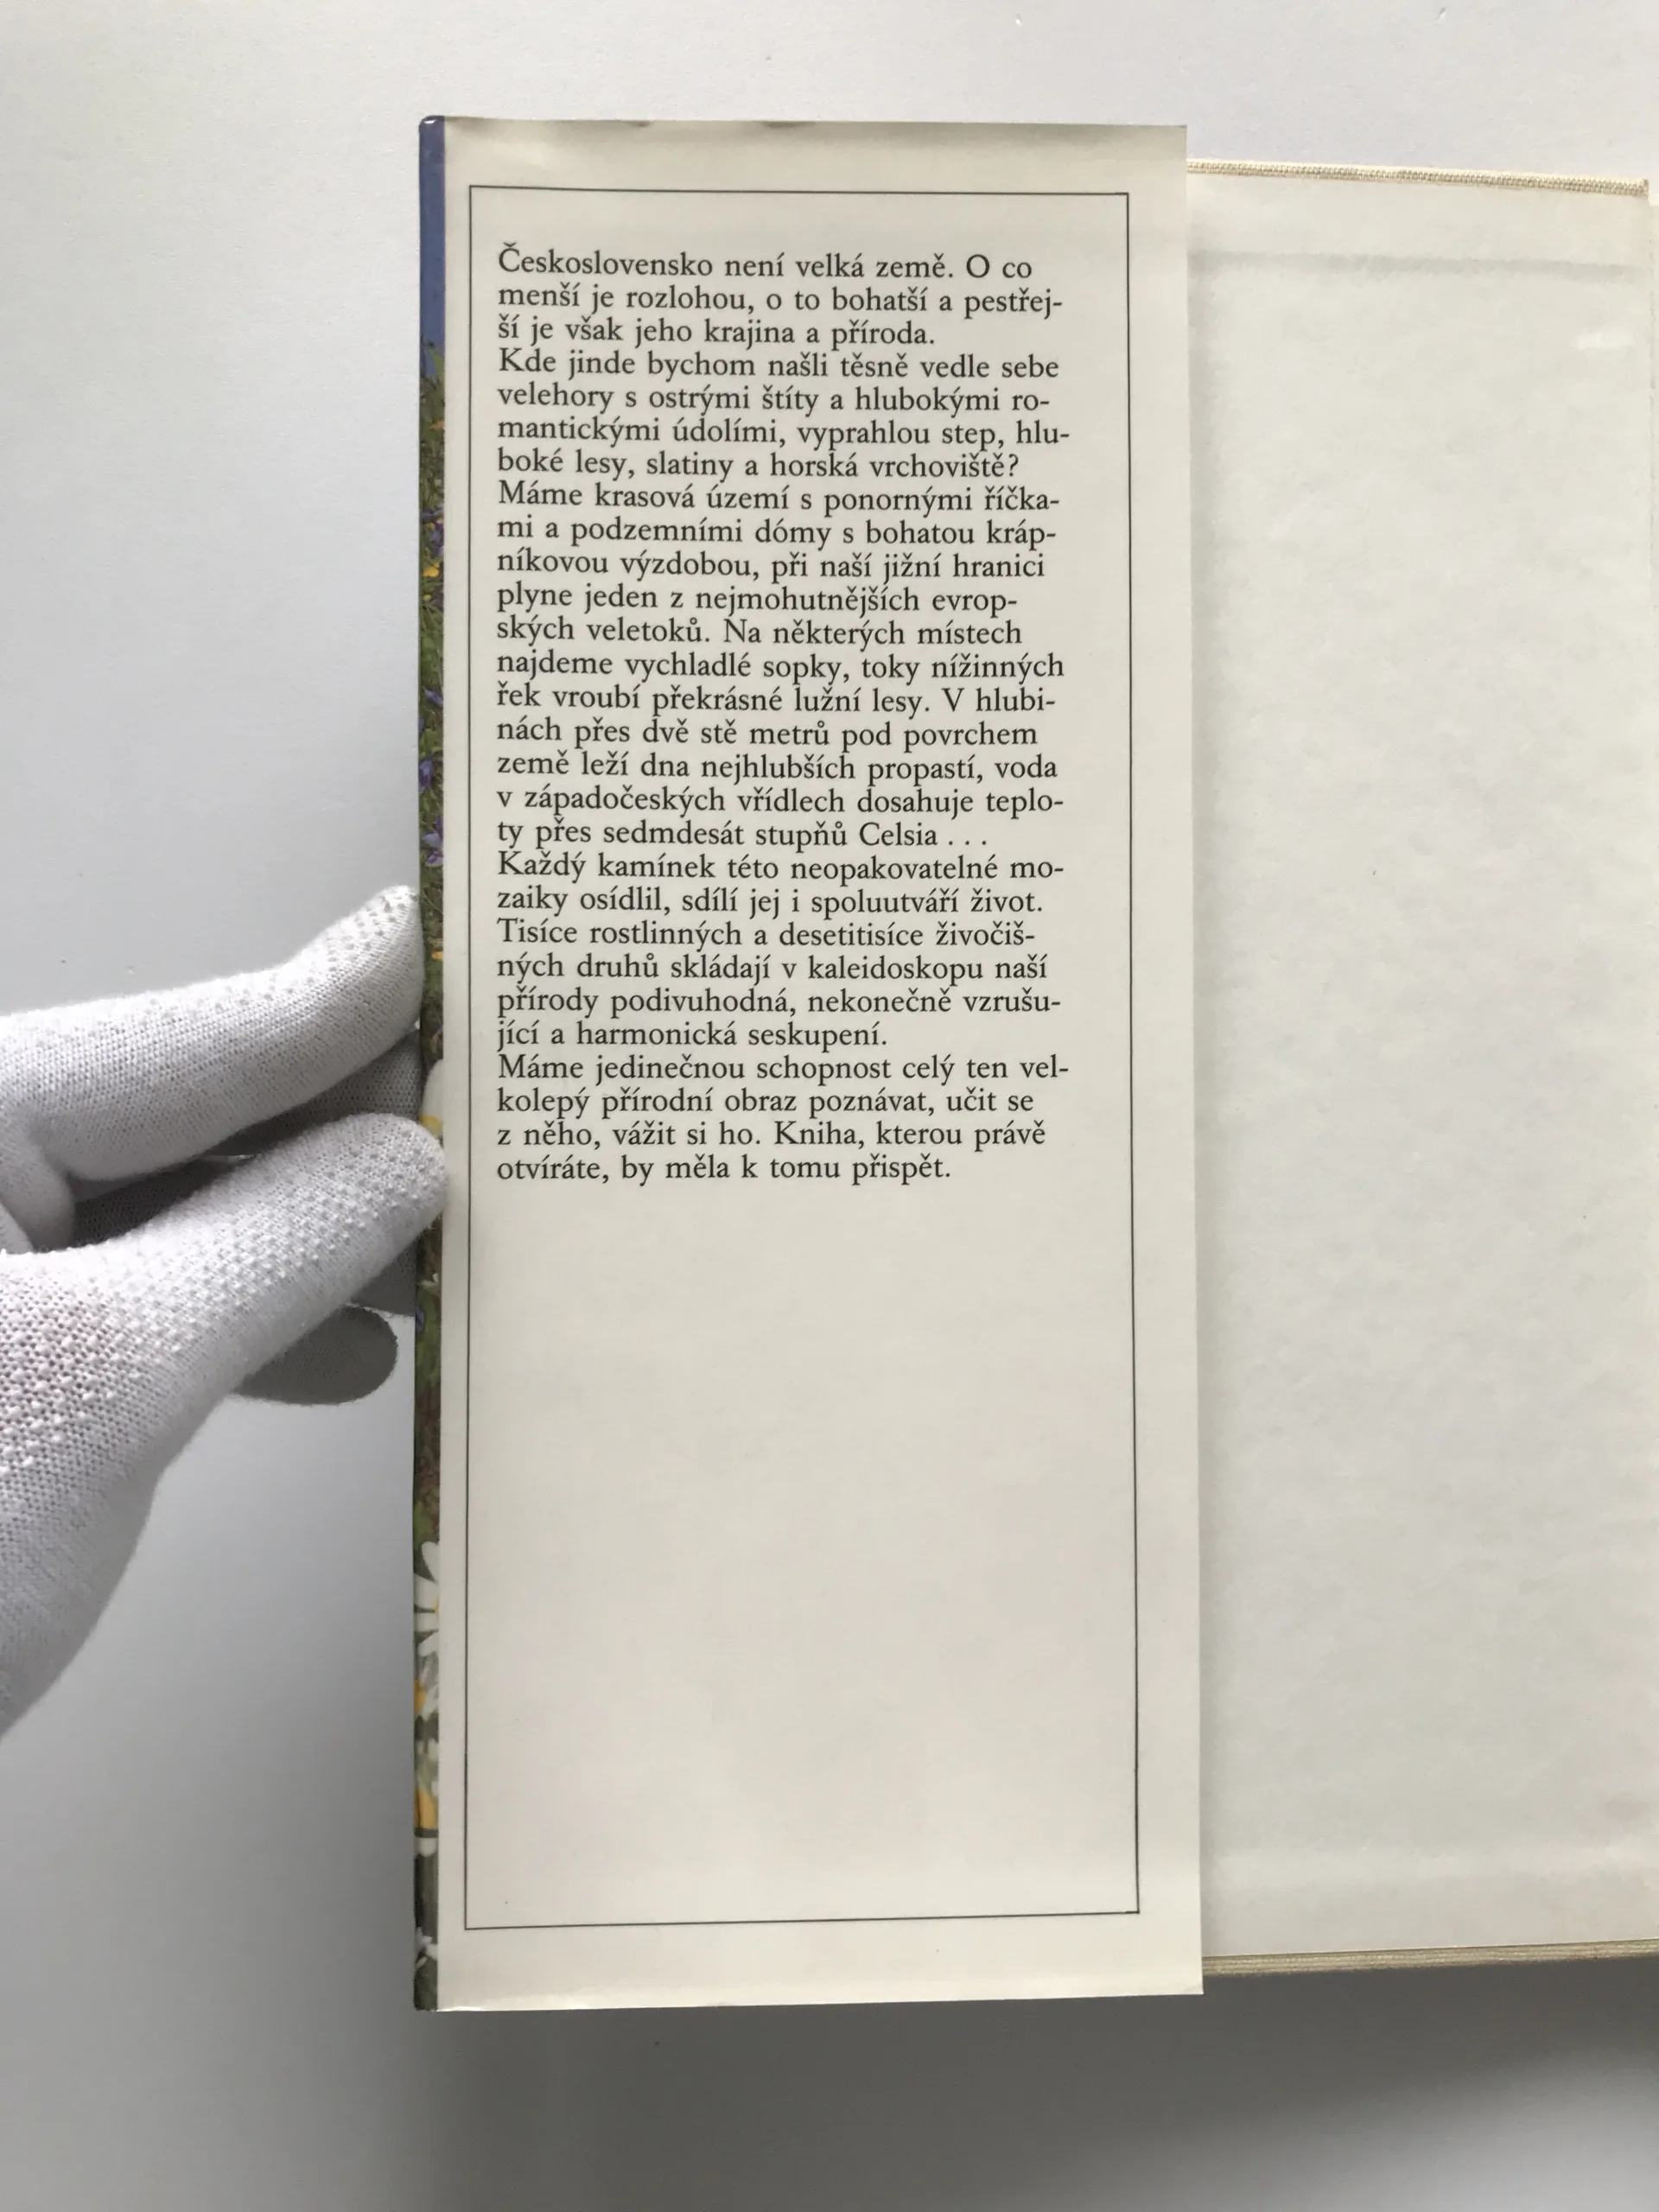 Československo není velká země. O co
menší je rozlohou, o to bohatší a pestřej-
ší je však jeho krajina a příroda.
Kde jinde bychom našli těsně vedle sebe
velehory s ostrými štíty a hlubokými ro-
mantickými údolími, vyprahlou step, hlu-
boké lesy, slatiny a horská vrchoviště?
Máme krasová území s ponornými říčka-
mi a podzemními dómy s bohatou kráp-
níkovou výzdobou, při naší jižní hranici
plyne jeden z nejmohutnějších evrop-
ských veletoků. Na některých místech
najdeme vychladlé sopky, toky nížinných
řek vroubí překrásné lužní lesy. V hlubi-
nách přes dvě stě metrů pod povrchem
země leží dna nejhlubších propastí, voda
v západočeských vřídlech dosahuje teplo-
ty přes sedmdesát stupňů Celsia . . .
Každý kamínek této neopakovatelné mo-
zaiky osídlil, sdílí jej i spoluutváří život.
Tisíce rostlinných a desetitisíce živočiš-
ných druhů skládají v kaleidoskopu naší
přírody podivuhodná, nekonečně vzrušu-
jící a harmonická seskupení.
Máme jedinečnou schopnost celý ten vel-
kolepý přírodní obraz poznávat, učit se
z něho, vážit si ho. Kniha, kterou právě
otvíráte, by měla k tomu přispět.